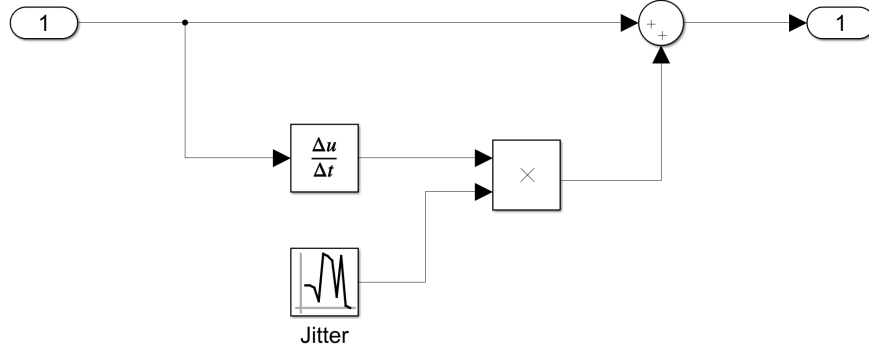 1
1
+
+
Δu
Δt
×
Jitter